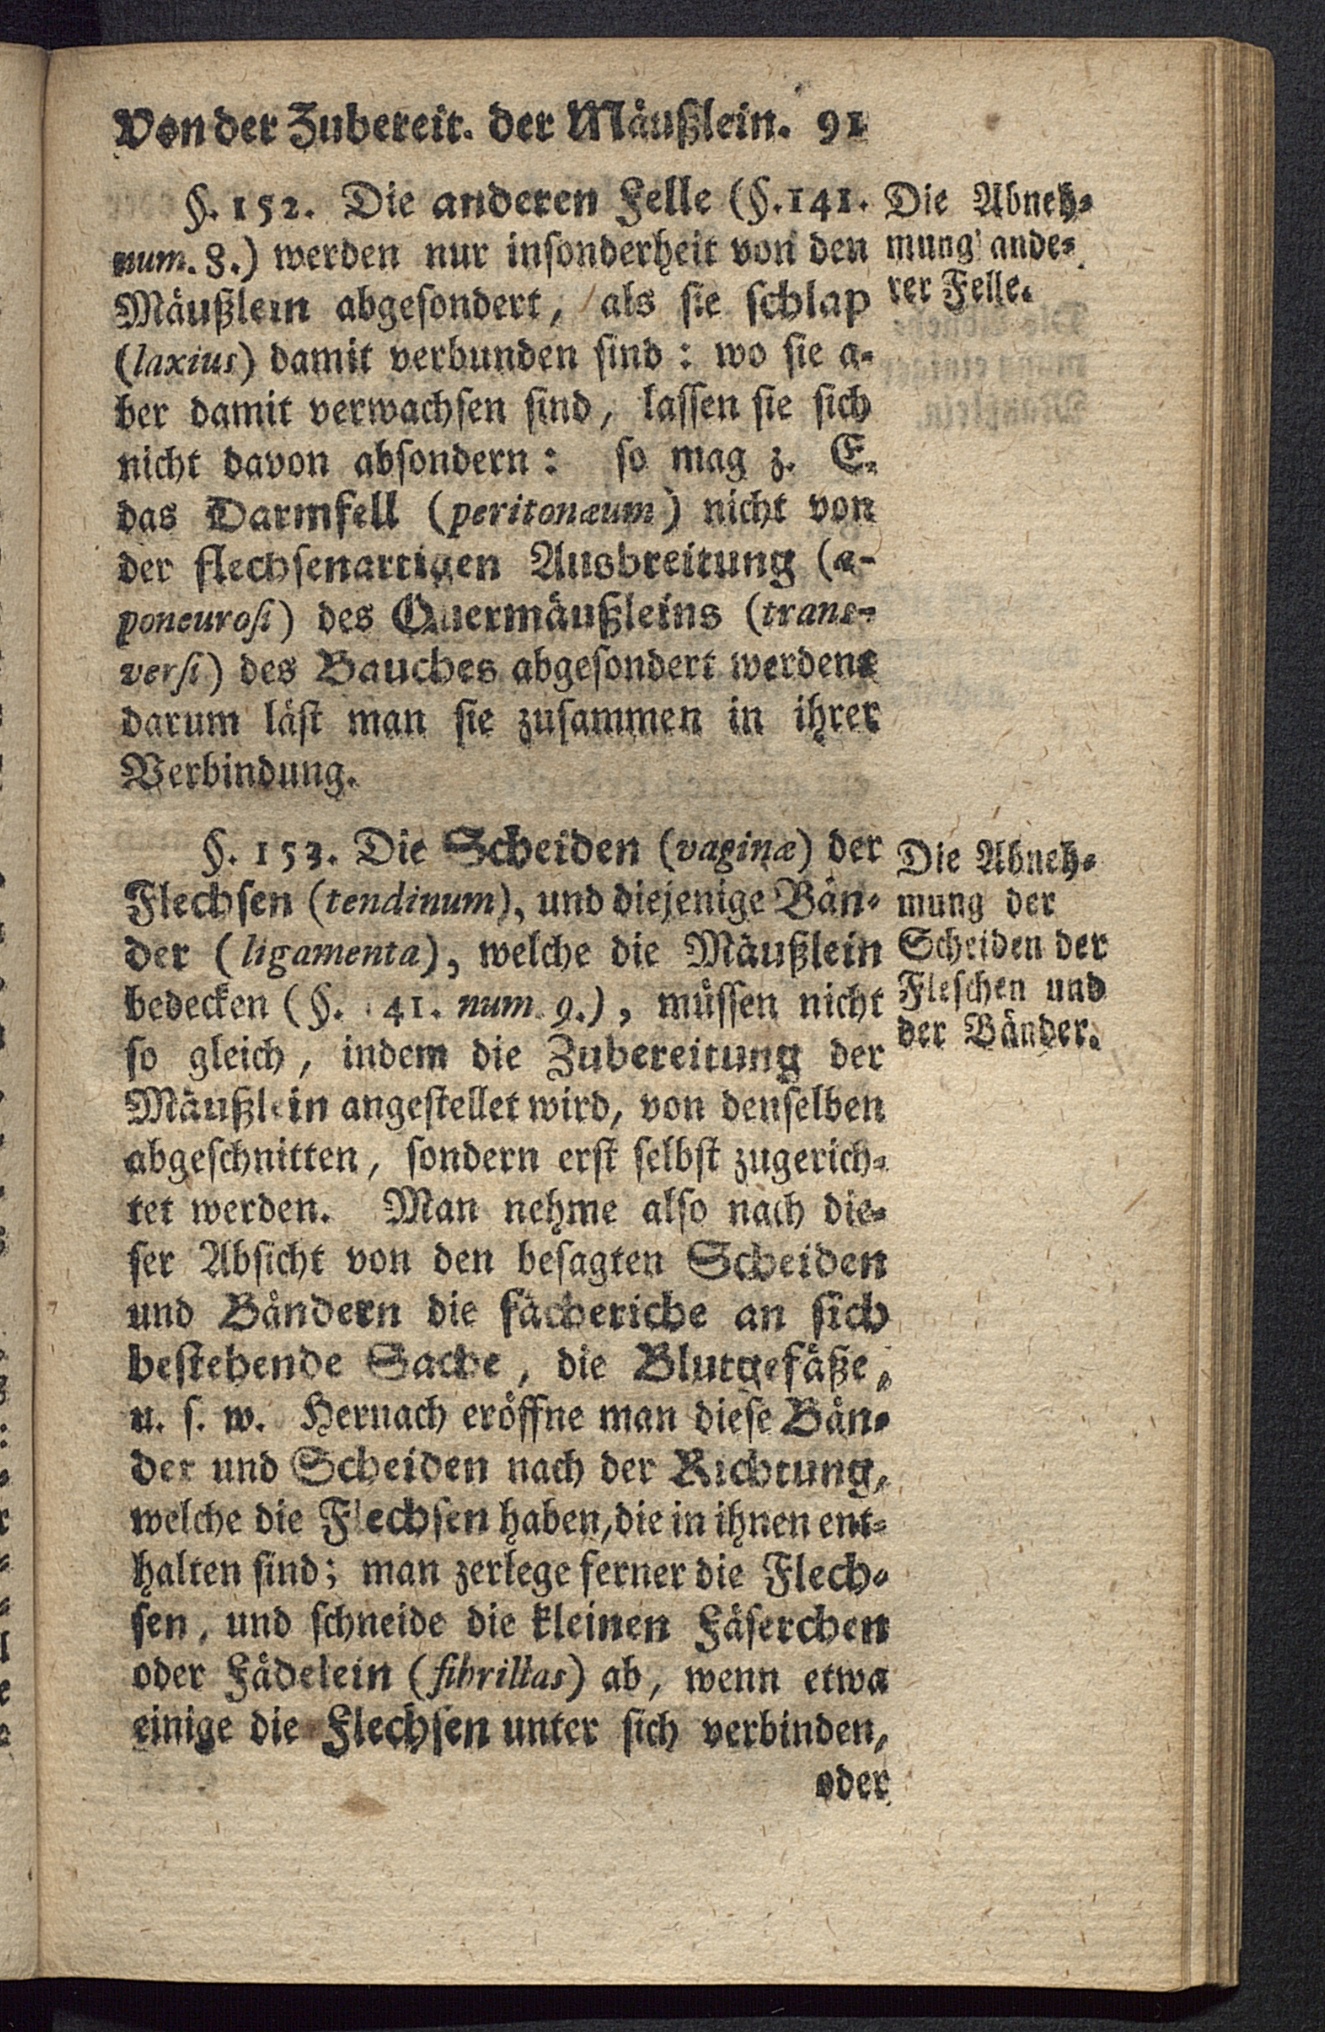 Von der Zubereit. der Mäußlein. 91
§. 152. Die anderen Felle (§. 141.
num. 8.) werden nur insonderheit von den
Mäußlein abgesondert, als sie schlap
(laxius) damit verbunden sind: wo sie a-
ber damit verwachsen sind, lassen sie sich
nicht davon absondern: so mag z. E.
das Darmfell (peritonæum) nicht von
der flechsenartigen Ausbreitung (a-
poneurosi) des Quermäußleins (trans-
versi) des Bauches abgesondert werden:
darum läst man sie zusammen in ihrer
Verbindung.
Die Abneh-
mung ande-
rer Felle.
§. 153. Die Scheiden (vaginæ) der
Flechsen (tendinum), und diejenige Bän-
der (ligamenta), welche die Mäußlein
bedecken (§. 141. num. 9.), müssen nicht
so gleich, indem die Zubereitung der
Mäußlein angestellet wird, von denselben
abgeschnitten, sondern erst selbst zugerich-
tet werden. Man nehme also nach die-
ser Absicht von den besagten Scheiden
und Bändern die fächeriche an sich
bestehende Sache, die Blutgefäße,
u. s. w. Hernach eröffne man diese Bän-
der und Scheiden nach der Richtung,
welche die Flechsen haben, die in ihnen ent-
halten sind; man zerlege ferner die Flech-
sen, und schneide die kleinen Fäserchen
oder Fädelein (fibrillas) ab, wenn etwa
einige die Flechsen unter sich verbinden,
oder
Die Abneh-
mung der
Scheiden der
Fleschen und
der Bänder.